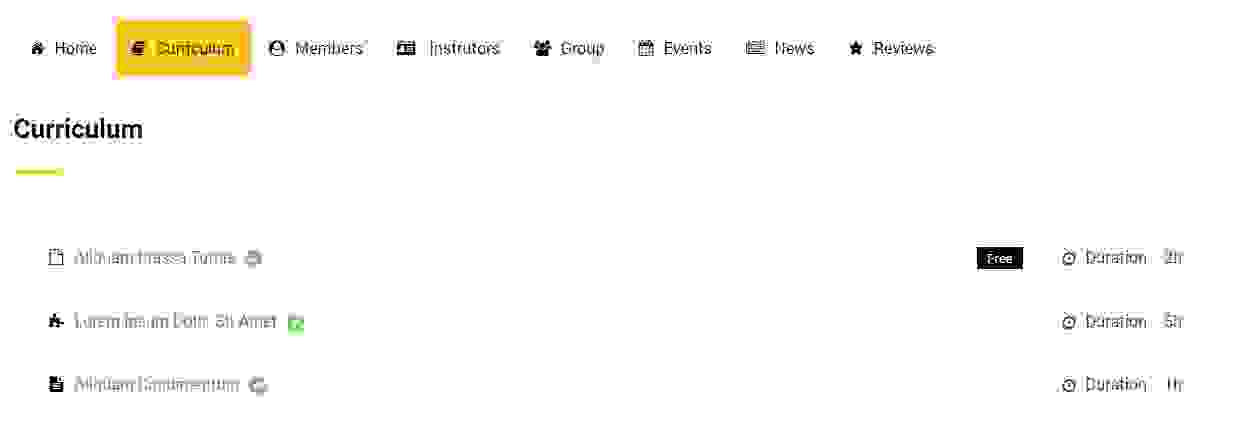 Home Curriculum Members Instrutors Group Events News Reviews
Curriculum
Aliquam Massa Turpis Free Duration 2h
Lorem Ipsum Dolor Sit Amet Duration 5h
Aliquam Condimentum Duration 1h